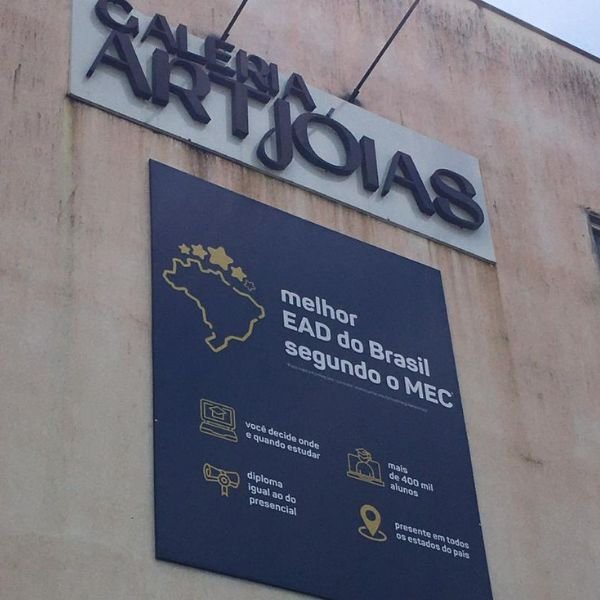 GALERIA
ARTJÓIAS
melhor
EAD do Brasil
segundo o MEC
você decide onde
e quando estudar
mais
de 400 mil
alunos
diploma
igual ao do
presencial
presente em todos
os estados do país